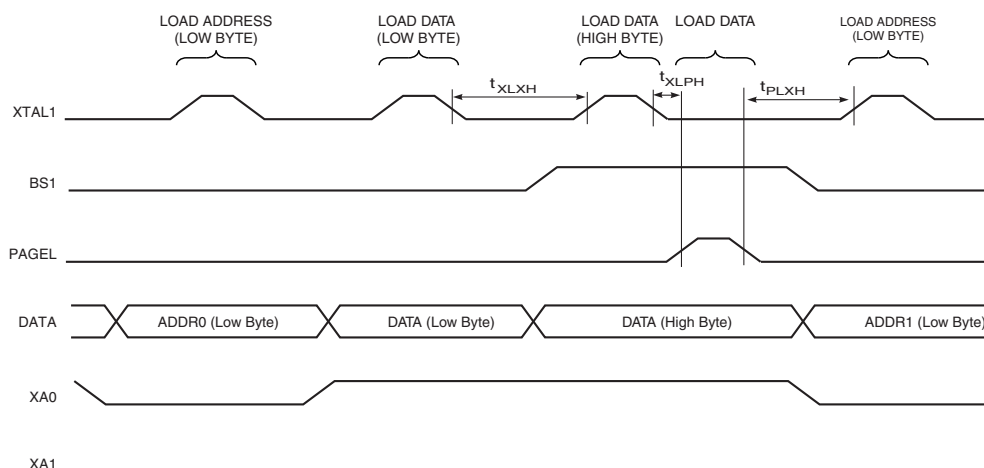 LOAD ADDRESS
(LOW BYTE)
LOAD DATA
(LOW BYTE)
LOAD DATA
(HIGH BYTE)
LOAD DATA
LOAD ADDRESS
(LOW BYTE)
tXLXH
tXLPH
tPLXH
XTAL1
BS1
PAGEL
DATA
ADDR0 (Low Byte)
DATA (Low Byte)
DATA (High Byte)
ADDR1 (Low Byte)
XA0
XA1